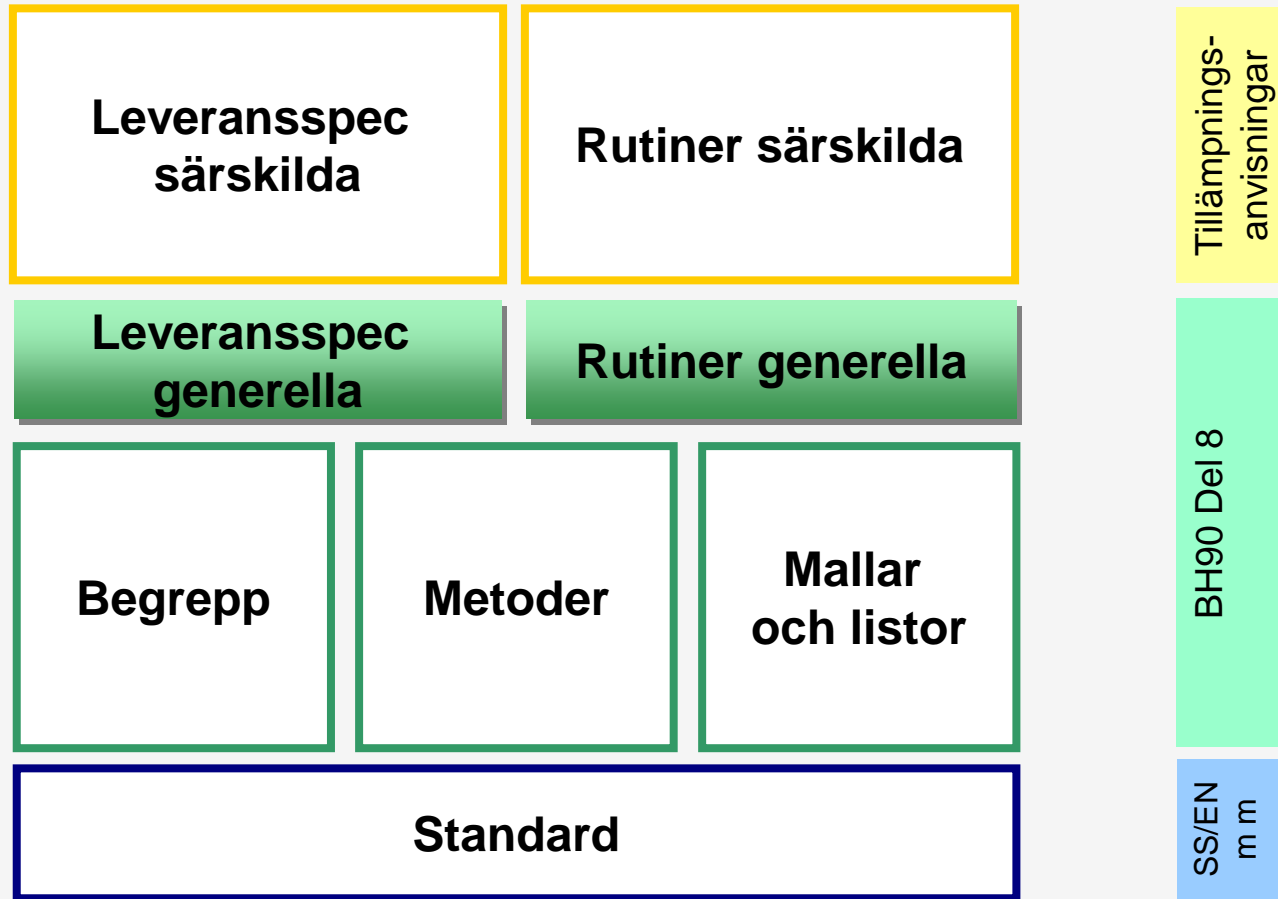 Leveransspec
särskilda
Rutiner särskilda
Tillämpnings-
anvisningar
Leveransspec
generella
Rutiner generella
Begrepp
Metoder
Mallar
och listor
BH90 Del 8
Standard
SS/EN
m m